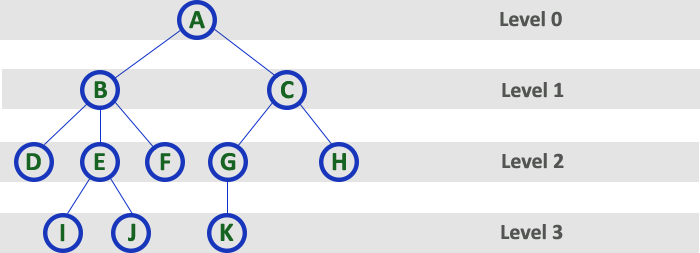 A Level 0
B C Level 1
D E F G H Level 2
I J K Level 3